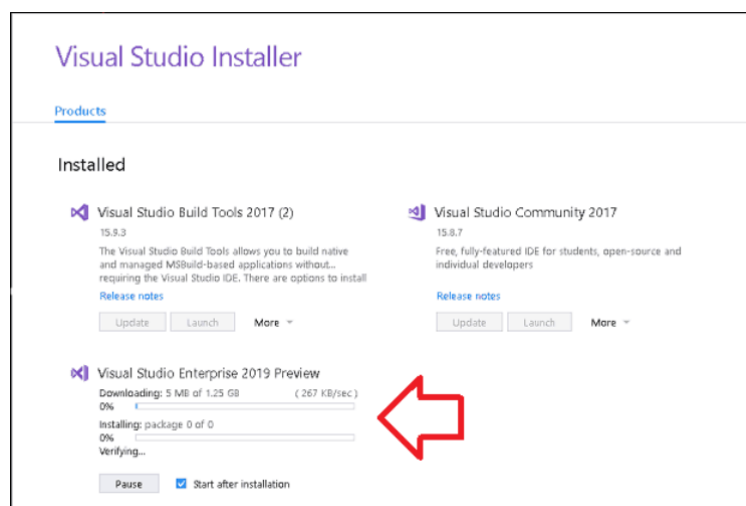 Visual Studio Installer
Products
Installed
Visual Studio Build Tools 2017 (2)
15.9.3
The Visual Studio Build Tools allows you to build native
and managed MSBuild-based applications without...
requiring the Visual Studio IDE. There are options to install
Release notes
Update Launch More
Visual Studio Community 2017
15.8.7
Free, fully-featured IDE for students, open-source and
individual developers
Release notes
Update Launch More
Visual Studio Enterprise 2019 Preview
Downloading: 5 MB of 1.25 GB ( 267 KB/sec )
0%
Installing: package 0 of 0
0%
Verifying...
Pause Start after installation